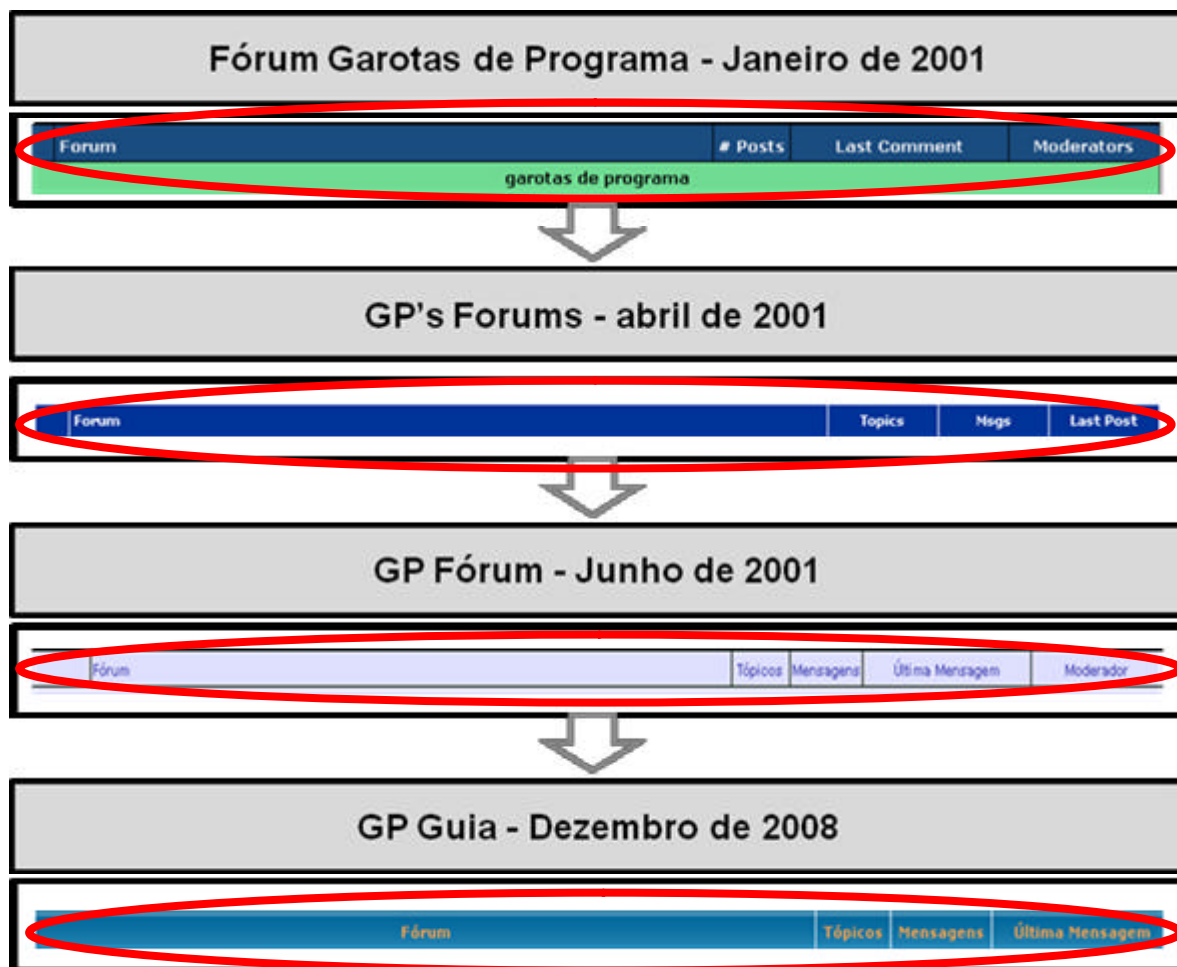 Fórum Garotas de Programa - Janeiro de 2001
Forum # Posts Last Comment Moderators
garotas de programa
GP's Forums - abril de 2001
Forum Topics Msgs Last Post
GP Fórum - Junho de 2001
Fórum Tópicos Mensagens Última Mensagem Moderador
GP Guia - Dezembro de 2008
Fórum Tópicos Mensagens Última Mensagem